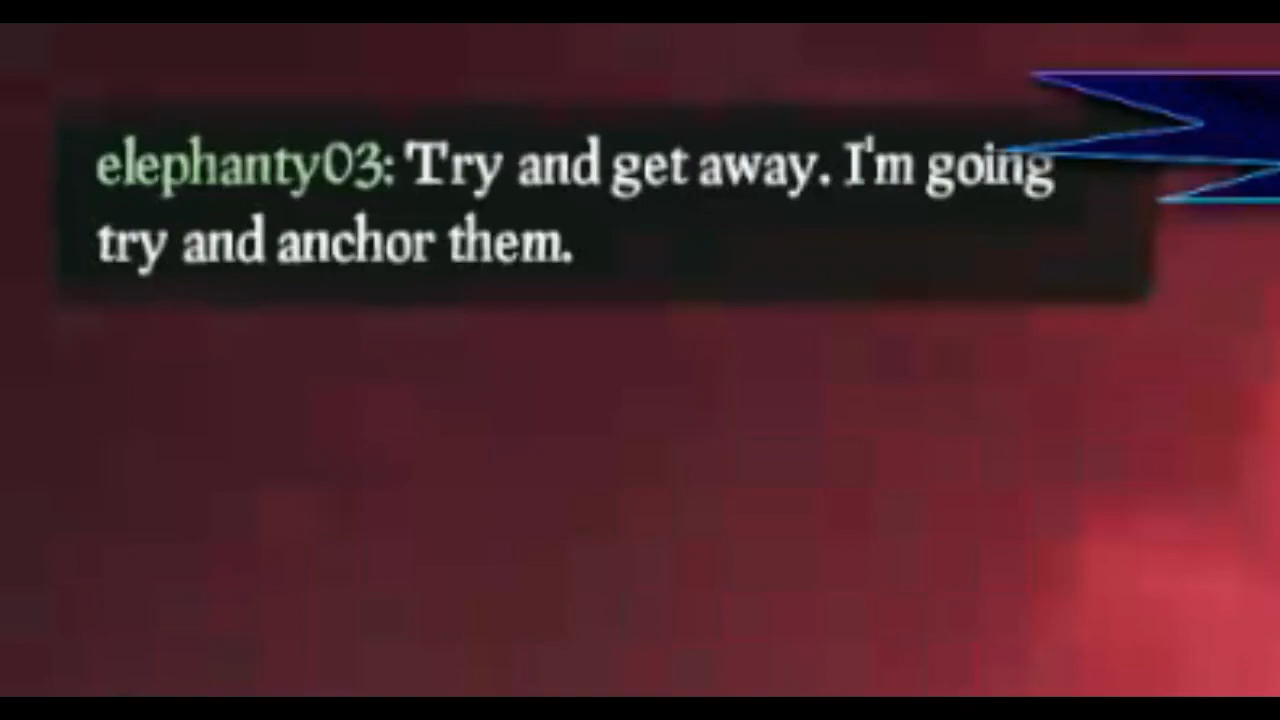 elephanty03: Try and get away. I'm going
try and anchor them.